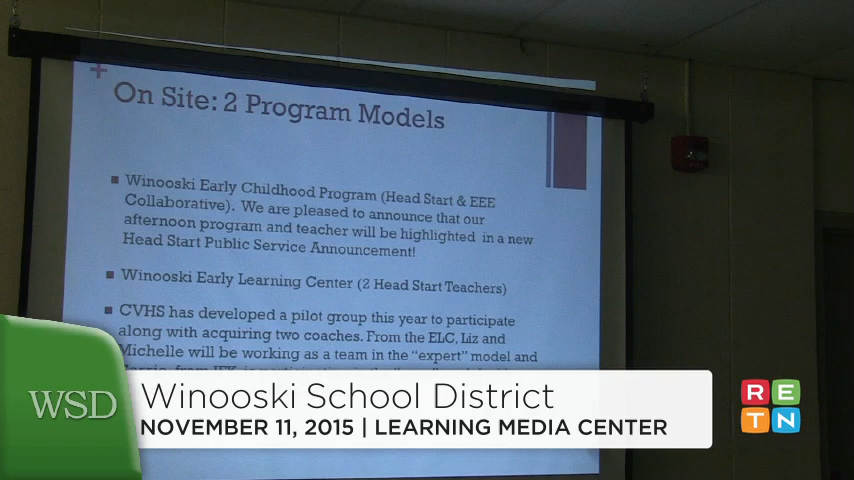 +
On Site: 2 Program Models
■ Winooski Early Childhood Program (Head Start & EEE
Collaborative). We are pleased to announce that our
afternoon program and teacher will be highlighted in a new
Head Start Public Service Announcement!
■ Winooski Early Learning Center (2 Head Start Teachers)
■ CVHS has developed a pilot group this year to participate
along with acquiring two coaches. From the ELC, Liz and
Michelle will be working as a team in the "expert" model and
WSD
Winooski School District
NOVEMBER 11, 2015 | LEARNING MEDIA CENTER
RE
TN